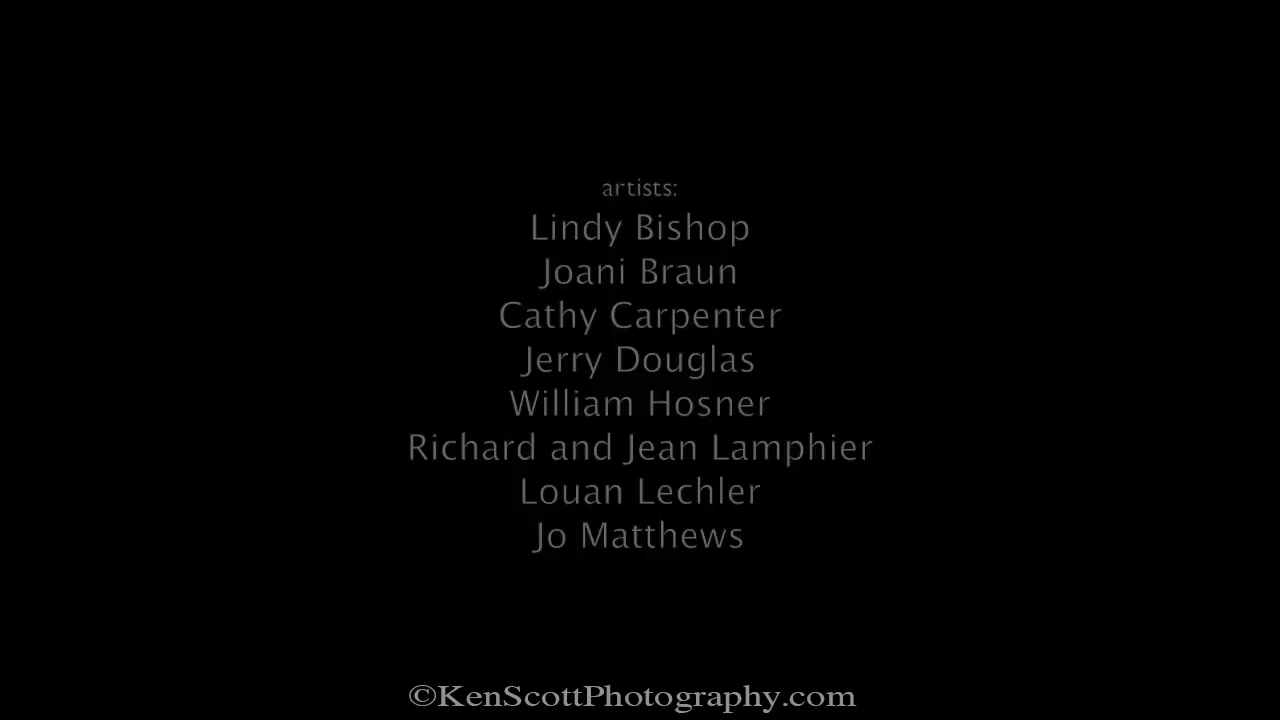 artists:
Lindy Bishop
Joani Braun
Cathy Carpenter
Jerry Douglas
William Hosner
Richard and Jean Lamphier
Louan Lechler
Jo Matthews
©KenScottPhotography.com